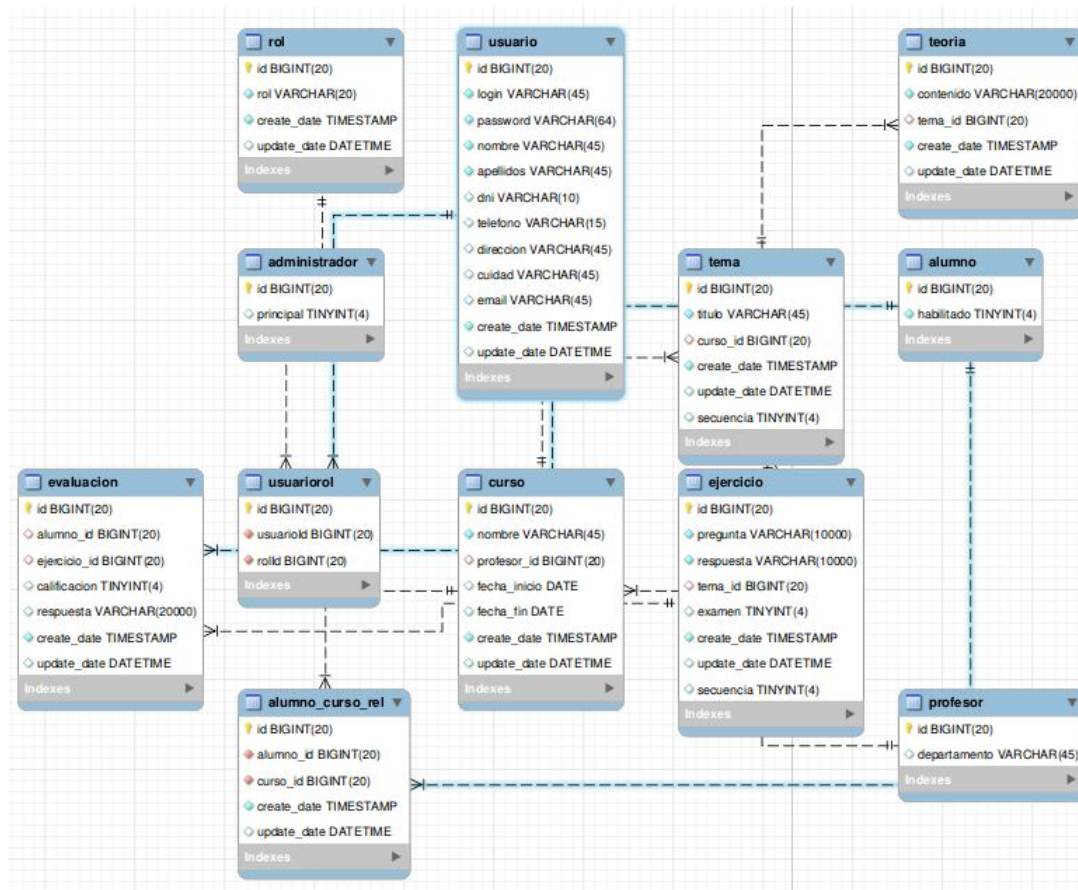 rol
id BIGINT(20)
rol VARCHAR(20)
create_date TIMESTAMP
update_date DATETIME
Indexes
usuario
id BIGINT(20)
login VARCHAR(45)
password VARCHAR(64)
nombre VARCHAR(45)
apellidos VARCHAR(45)
dni VARCHAR(10)
telefono VARCHAR(15)
direccion VARCHAR(45)
cuidad VARCHAR(45)
email VARCHAR(45)
create_date TIMESTAMP
update_date DATETIME
Indexes
teoria
id BIGINT(20)
contenido VARCHAR(20000)
tema_id BIGINT(20)
create_date TIMESTAMP
update_date DATETIME
Indexes
administrador
id BIGINT(20)
principal TINYINT(4)
Indexes
tema
id BIGINT(20)
titulo VARCHAR(45)
curso_id BIGINT(20)
create_date TIMESTAMP
update_date DATETIME
secuencia TINYINT(4)
Indexes
alumno
id BIGINT(20)
habilitado TINYINT(4)
Indexes
evaluacion
id BIGINT(20)
alumno_id BIGINT(20)
ejercicio_id BIGINT(20)
calificacion TINYINT(4)
respuesta VARCHAR(20000)
create_date TIMESTAMP
update_date DATETIME
Indexes
usuariorol
id BIGINT(20)
usuarioId BIGINT(20)
rolId BIGINT(20)
Indexes
curso
id BIGINT(20)
nombre VARCHAR(45)
profesor_id BIGINT(20)
fecha_inicio DATE
fecha_fin DATE
create_date TIMESTAMP
update_date DATETIME
Indexes
ejercicio
id BIGINT(20)
pregunta VARCHAR(10000)
respuesta VARCHAR(10000)
tema_id BIGINT(20)
examen TINYINT(4)
create_date TIMESTAMP
update_date DATETIME
secuencia TINYINT(4)
Indexes
alumno_curso_rel
id BIGINT(20)
alumno_id BIGINT(20)
curso_id BIGINT(20)
create_date TIMESTAMP
update_date DATETIME
Indexes
profesor
id BIGINT(20)
departamento VARCHAR(45)
Indexes